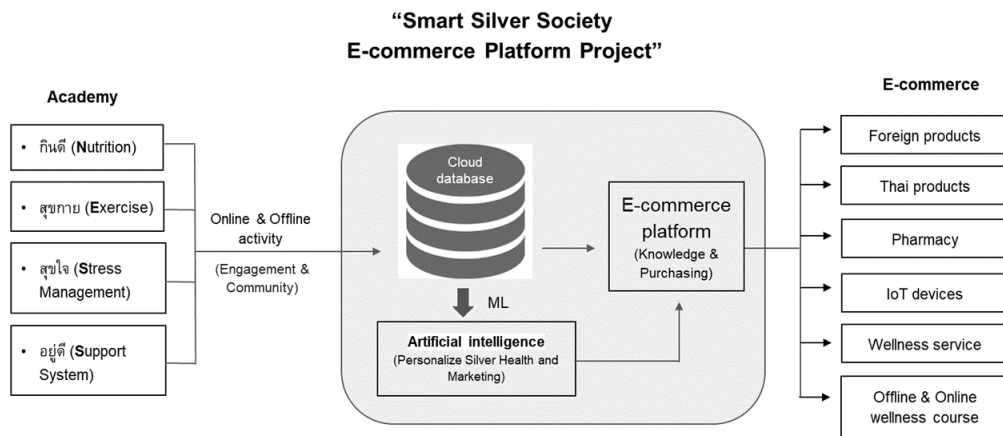 “Smart Silver Society
E-commerce Platform Project”
Academy
• กินดี (Nutrition)
• สุขกาย (Exercise)
• สุขใจ (Stress
Management)
• อยู่ดี (Support
System)
Online & Offline
activity
(Engagement &
Community)
Cloud
database
ML
Artificial intelligence
(Personalize Silver Health and
Marketing)
E-commerce
platform
(Knowledge &
Purchasing)
E-commerce
Foreign products
Thai products
Pharmacy
IoT devices
Wellness service
Offline & Online
wellness course